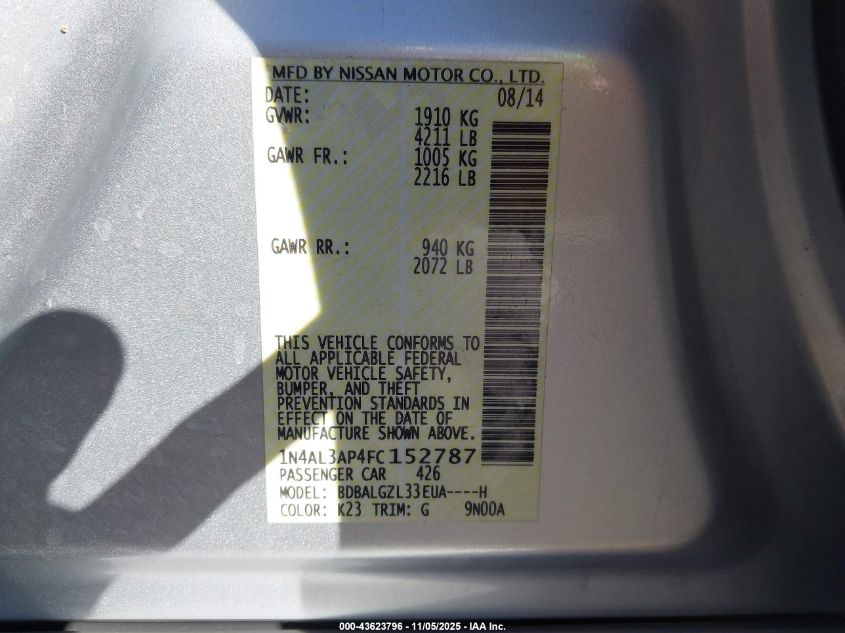 MFD BY NISSAN MOTOR CO., LTD.
DATE: 08/14
GVWR: 1910 KG
4211 LB
GAWR FR.: 1005 KG
2216 LB
GAWR RR.: 940 KG
2072 LB
THIS VEHICLE CONFORMS TO
ALL APPLICABLE FEDERAL
MOTOR VEHICLE SAFETY,
BUMPER, AND THEFT
PREVENTION STANDARDS IN
EFFECT ON THE DATE OF
MANUFACTURE SHOWN ABOVE.
1N4AL3AP4FC152787
PASSENGER CAR 426
MODEL: BDBALGZL33EUA----H
COLOR: K23 TRIM: G 9N00A
000-43623796 - 11/05/2025 - IAA Inc.